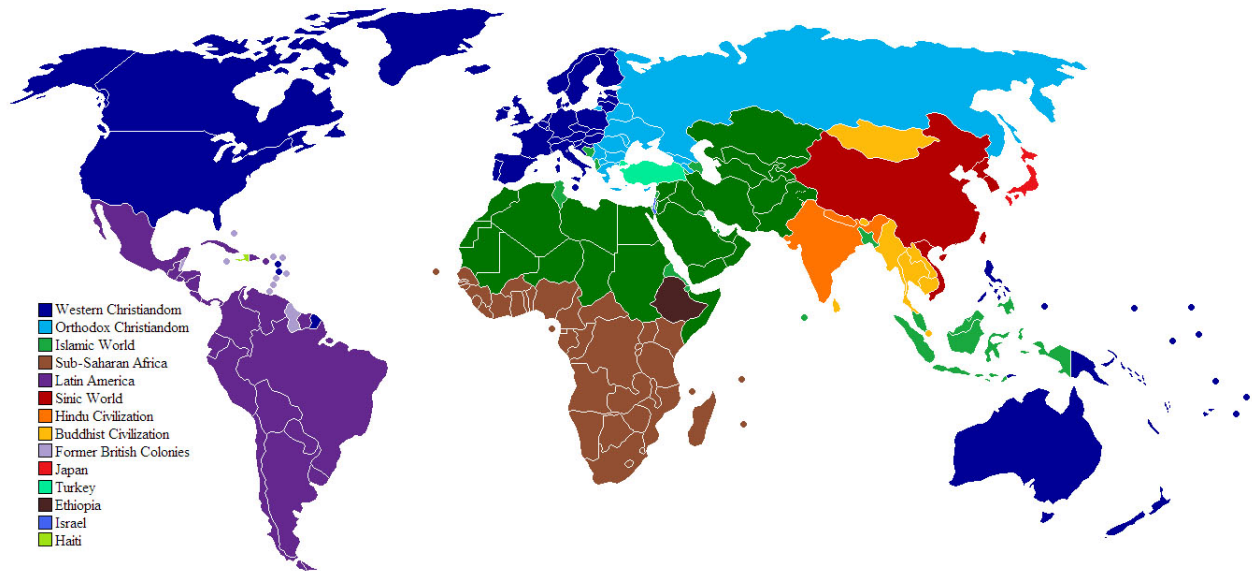 Western Christiandom
Orthodox Christiandom
Islamic World
Sub-Saharan Africa
Latin America
Sinic World
Hindu Civilization
Buddhist Civilization
Former British Colonies
Japan
Turkey
Ethiopia
Israel
Haiti